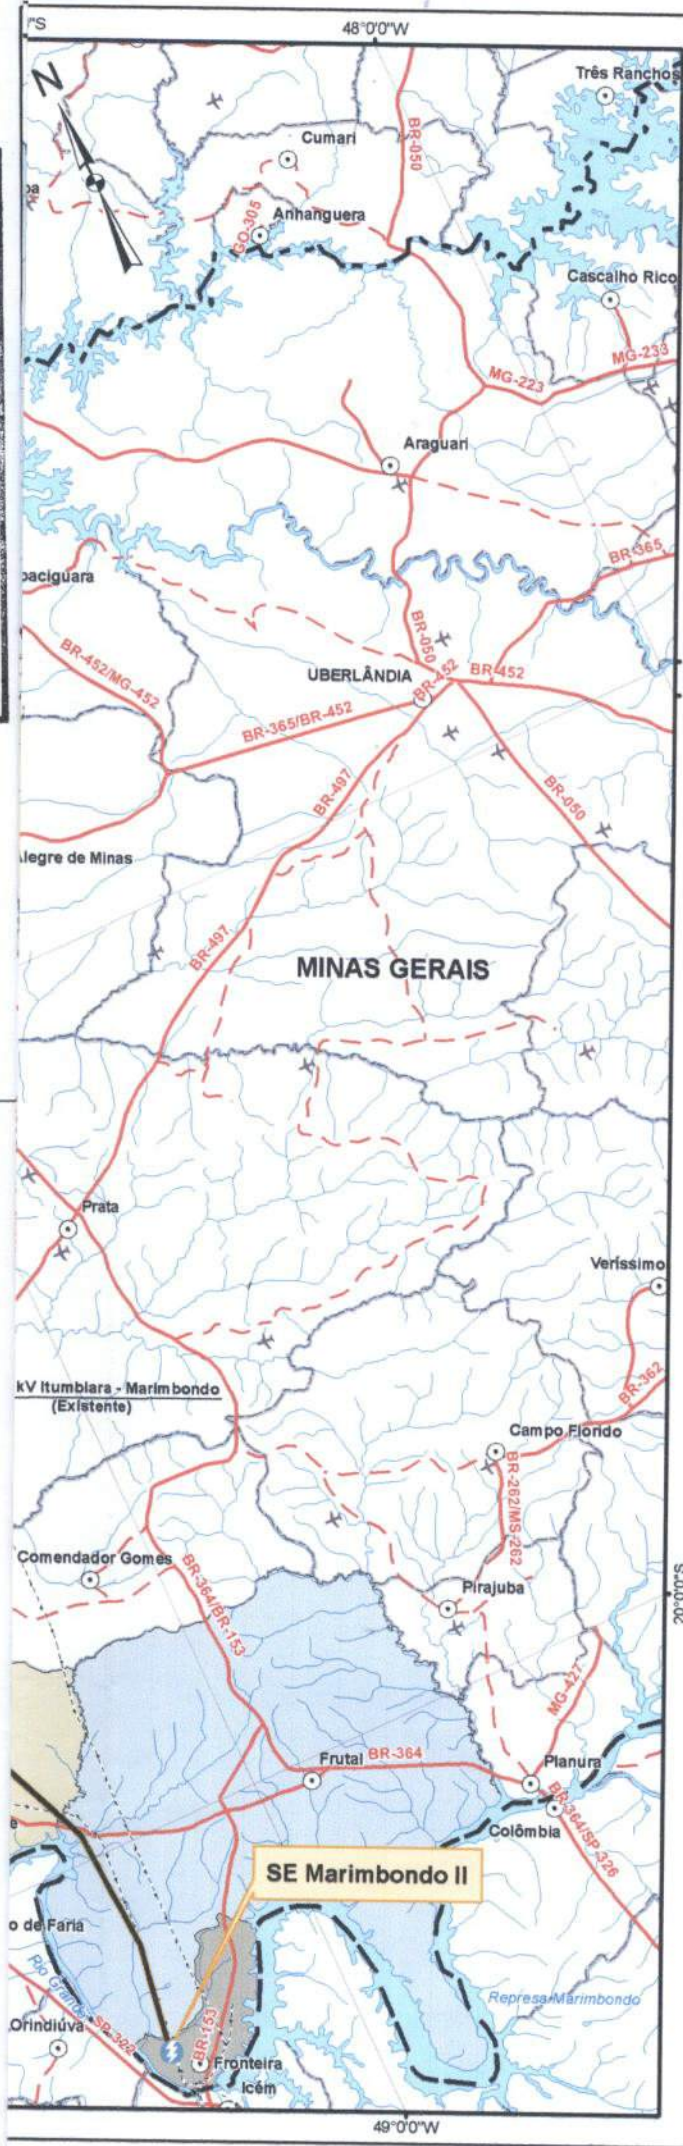 48°0'0"W
N
Três Ranchos
Cumari
BR-050
GO-305
Anhanguera
Cascalho Rico
MG-223
MG-233
Araguari
BR-365
paciguara
BR-050
UBERLÂNDIA
BR-452
BR-452
BR-452/MG-452
BR-365/BR-452
BR-497
BR-050
Alegre de Minas
BR-497
MINAS GERAIS
Prata
Veríssimo
kV Itumbiara - Marimbondo
(Existente)
BR-362
Campo Florido
BR-262/MS-262
Comendador Gomes
BR-364/BR-153
Pirajuba
20°0'0"S
MG-427
Frutal
BR-364
Planura
BR-364/SP-326
Colômbia
SE Marimbondo II
o de Faria
Rio Grande
SP-322
Represa Marimbondo
Orindiúva
BR-153
Fronteira
Icém
49°0'0"W